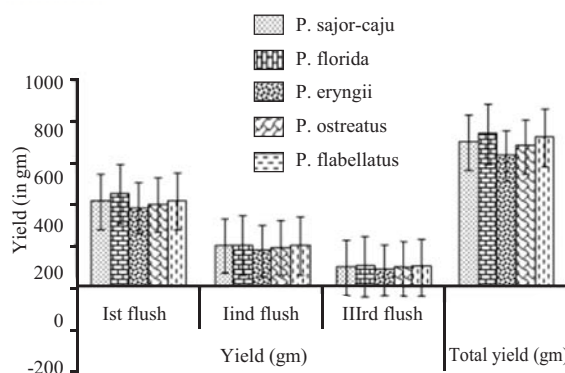 P. sajor-caju
P. florida
P. eryngii
P. ostreatus
P. flabellatus
Yield (in gm)
1000
800
600
400
200
0
-200
Ist flush
Iind flush
IIIrd flush
Yield (gm)
Total yield (gm)